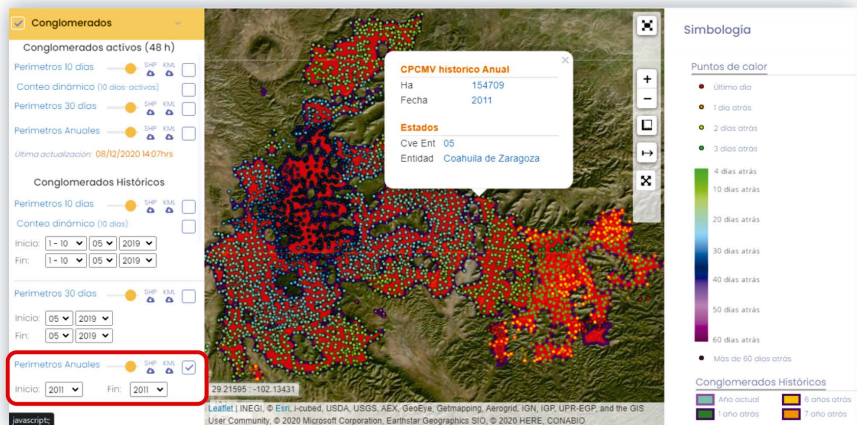 Conglomerados
Conglomerados activos (48 h)
Perimetros 10 días SHP KML
Conteo dinámico (10 días activos)
Perimetros 30 días SHP KML
Perimetros Anuales SHP KML
Última actualización: 08/12/2020 14:07hrs
Conglomerados Históricos
Perimetros 10 días SHP KML
Conteo dinámico (10 días)
Inicio: 1 - 10 05 2019
Fin: 1 - 10 05 2019
Perimetros 30 días SHP KML
Inicio: 05 2019
Fin: 05 2019
Perimetros Anuales SHP KML
Inicio: 2011 Fin: 2011
javascript:;
CPCMV historico Anual
Ha 154709
Fecha 2011
Estados
Cve Ent 05
Entidad Coahuila de Zaragoza
29.21595 : -102.13431
Leaflet | INEGI, © Esri, i-cubed, USDA, USGS, AEX, GeoEye, Getmapping, Aerogrid, IGN, IGP, UPR-EGP, and the GIS
User Community, © 2020 Microsoft Corporation, Earthstar Geographics SIO, © 2020 HERE, CONABIO
Simbología
Puntos de calor
Último día
1 día atrás
2 días atrás
3 días atrás
4 días atrás
10 días atrás
20 días atrás
30 días atrás
40 días atrás
50 días atrás
60 días atrás
Más de 60 días atrás
Conglomerados Históricos
Año actual 6 años atrás
1 año atrás 7 año atrás